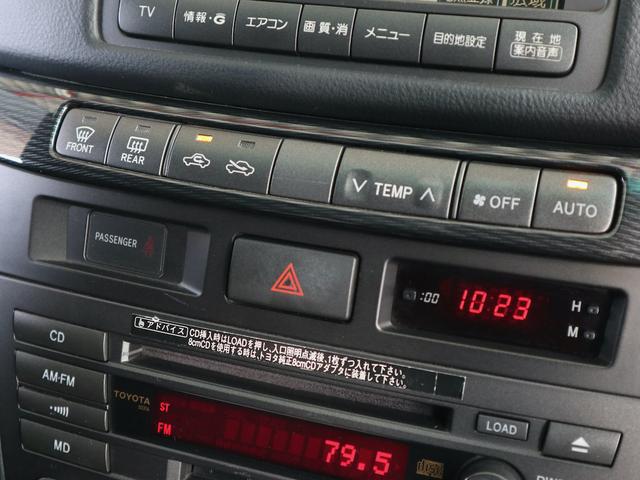 TV 情報・G エアコン 画質・消 メニュー 目的地設定 現在地 案内音声
FRONT REAR TEMP OFF AUTO
PASSENGER
:00 10:23 H
M
アドバイス CD挿入時はLOADを押し、入口照明点滅後、1枚ずつ入れて下さい。
8cmCDを使用する時は、トヨタ純正8cmCDアダプタに装着して下さい。
CD
AM・FM
MD
TOYOTA
ST
FM 79.5
LOAD